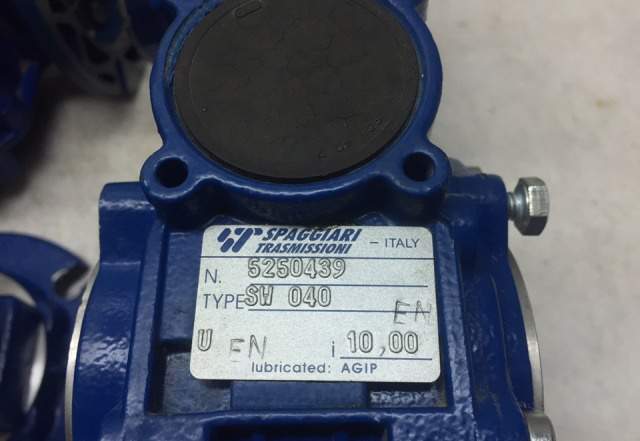 SPAGGIARI
TRASMISSIONI - ITALY
N. 5250439
TYPE SW 040
EN
U EN i 10,00
lubricated: AGIP